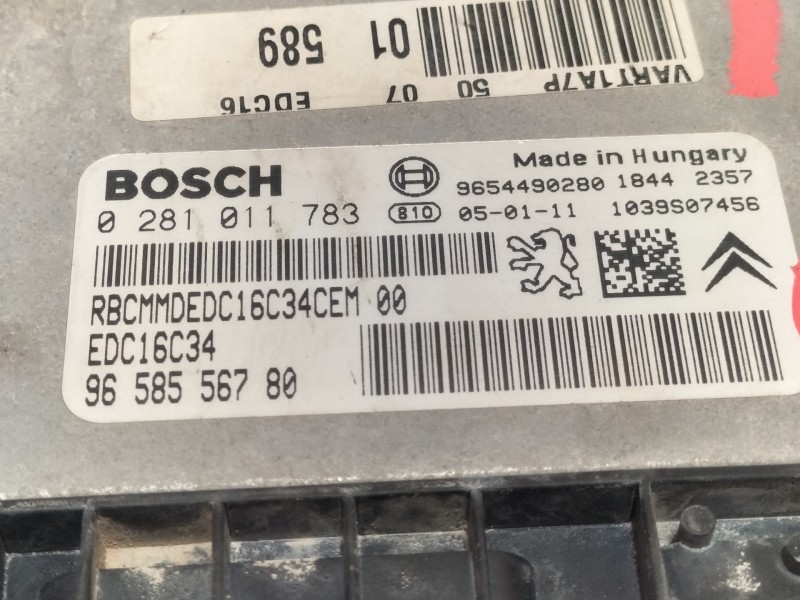 VART1A7P
50 07 EDC16
01 589
BOSCH
Made in Hungary
9654490280 1844 2357
0 281 011 783
810 05-01-11 1039S07456
RBCMMDEDC16C34CEM 00
EDC16C34
96 585 567 80